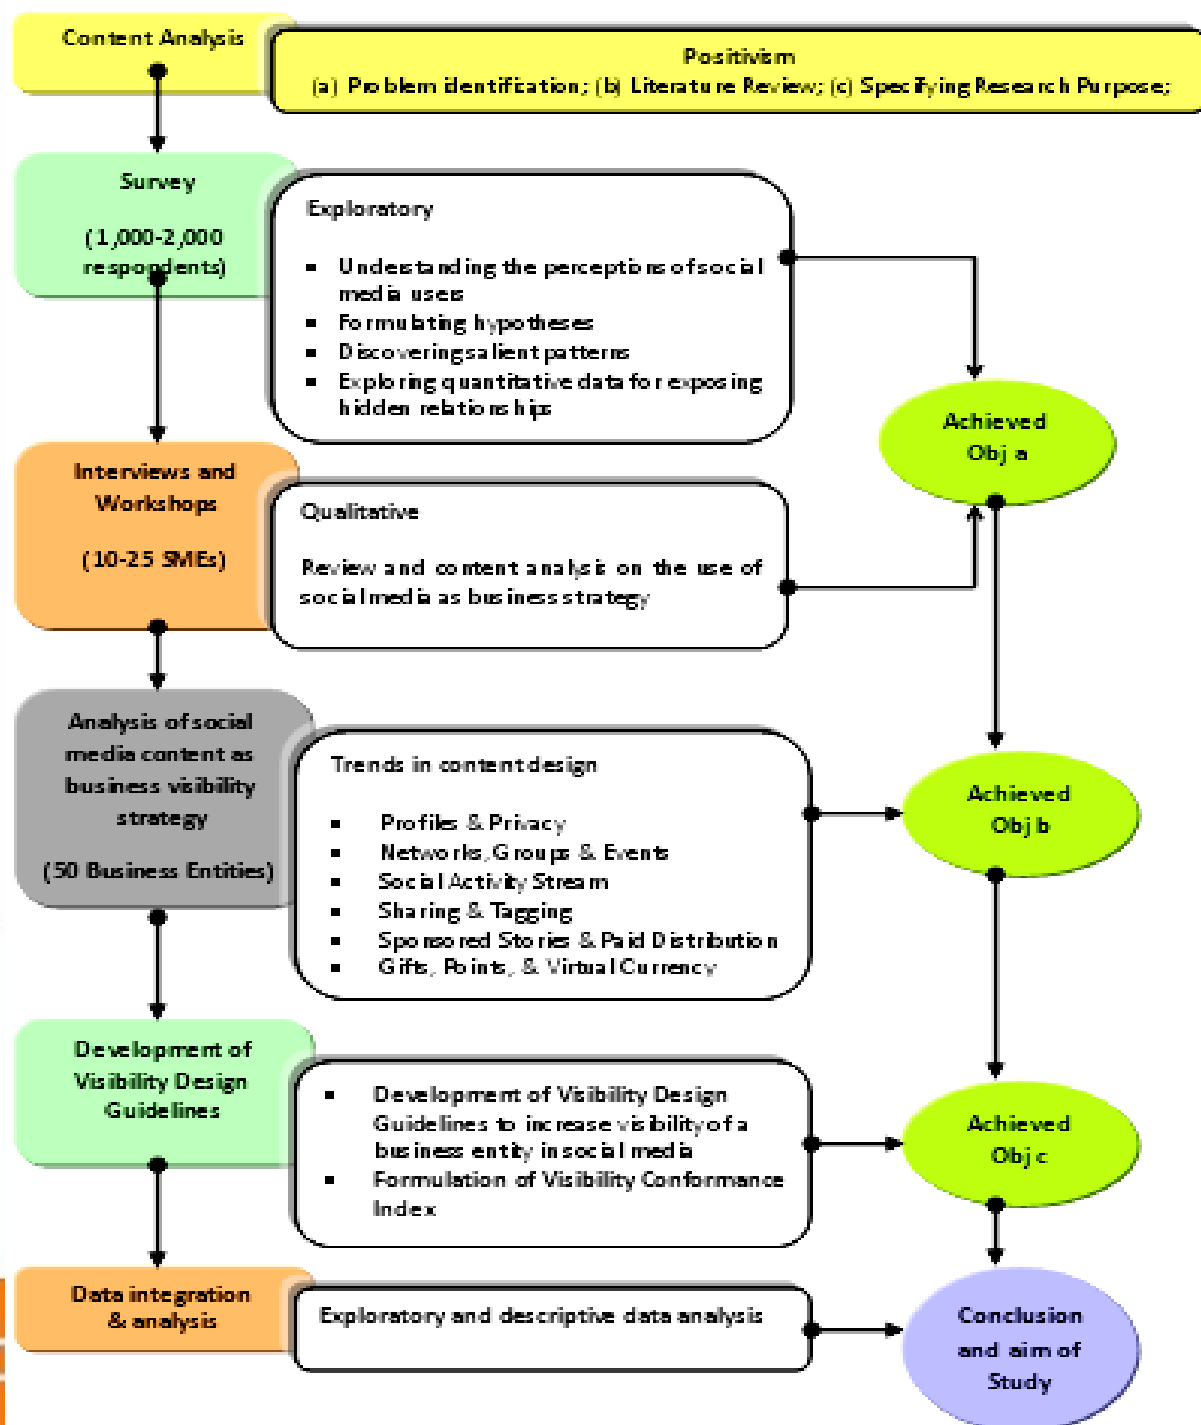 Content Analysis
Positivism
(a) Problem identification; (b) Literature Review; (c) Specifying Research Purpose;
Survey
(1,000-2,000
respondents)
Exploratory
▪ Understanding the perceptions of social
media users
▪ Formulating hypotheses
▪ Discovering salient patterns
▪ Exploring quantitative data for exposing
hidden relationships
Achieved
Obj a
Interviews and
Workshops
(10-25 SMEs)
Qualitative
Review and content analysis on the use of
social media as business strategy
Analysis of social
media content as
business visibility
strategy
(50 Business Entities)
Trends in content design
▪ Profiles & Privacy
▪ Networks, Groups & Events
▪ Social Activity Stream
▪ Sharing & Tagging
▪ Sponsored Stories & Paid Distribution
▪ Gifts, Points, & Virtual Currency
Achieved
Obj b
Development of
Visibility Design
Guidelines
▪ Development of Visibility Design
Guidelines to increase visibility of a
business entity in social media
▪ Formulation of Visibility Conformance
Index
Achieved
Obj c
Data integration
& analysis
Exploratory and descriptive data analysis
Conclusion
and aim of
Study